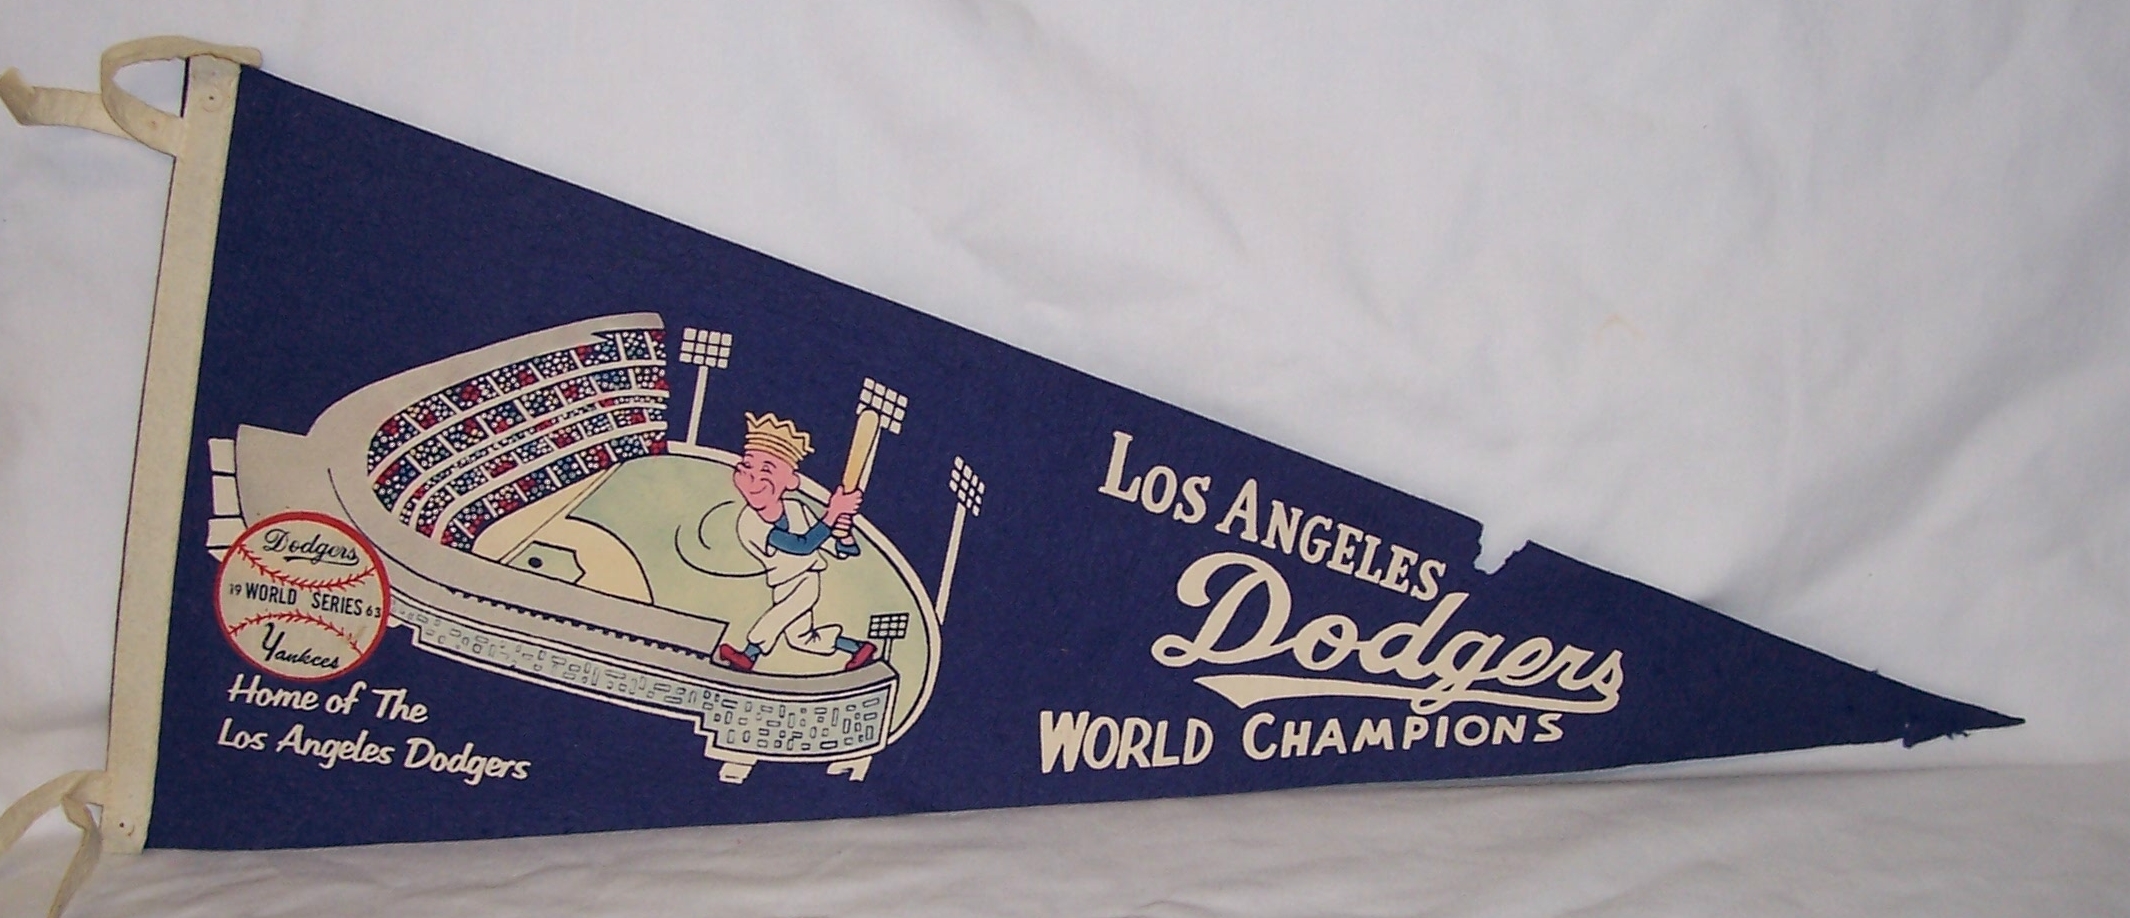 Dodgers
19 WORLD SERIES 63
Yankees
Home of The
Los Angeles Dodgers
LOS ANGELES
Dodgers
WORLD CHAMPIONS